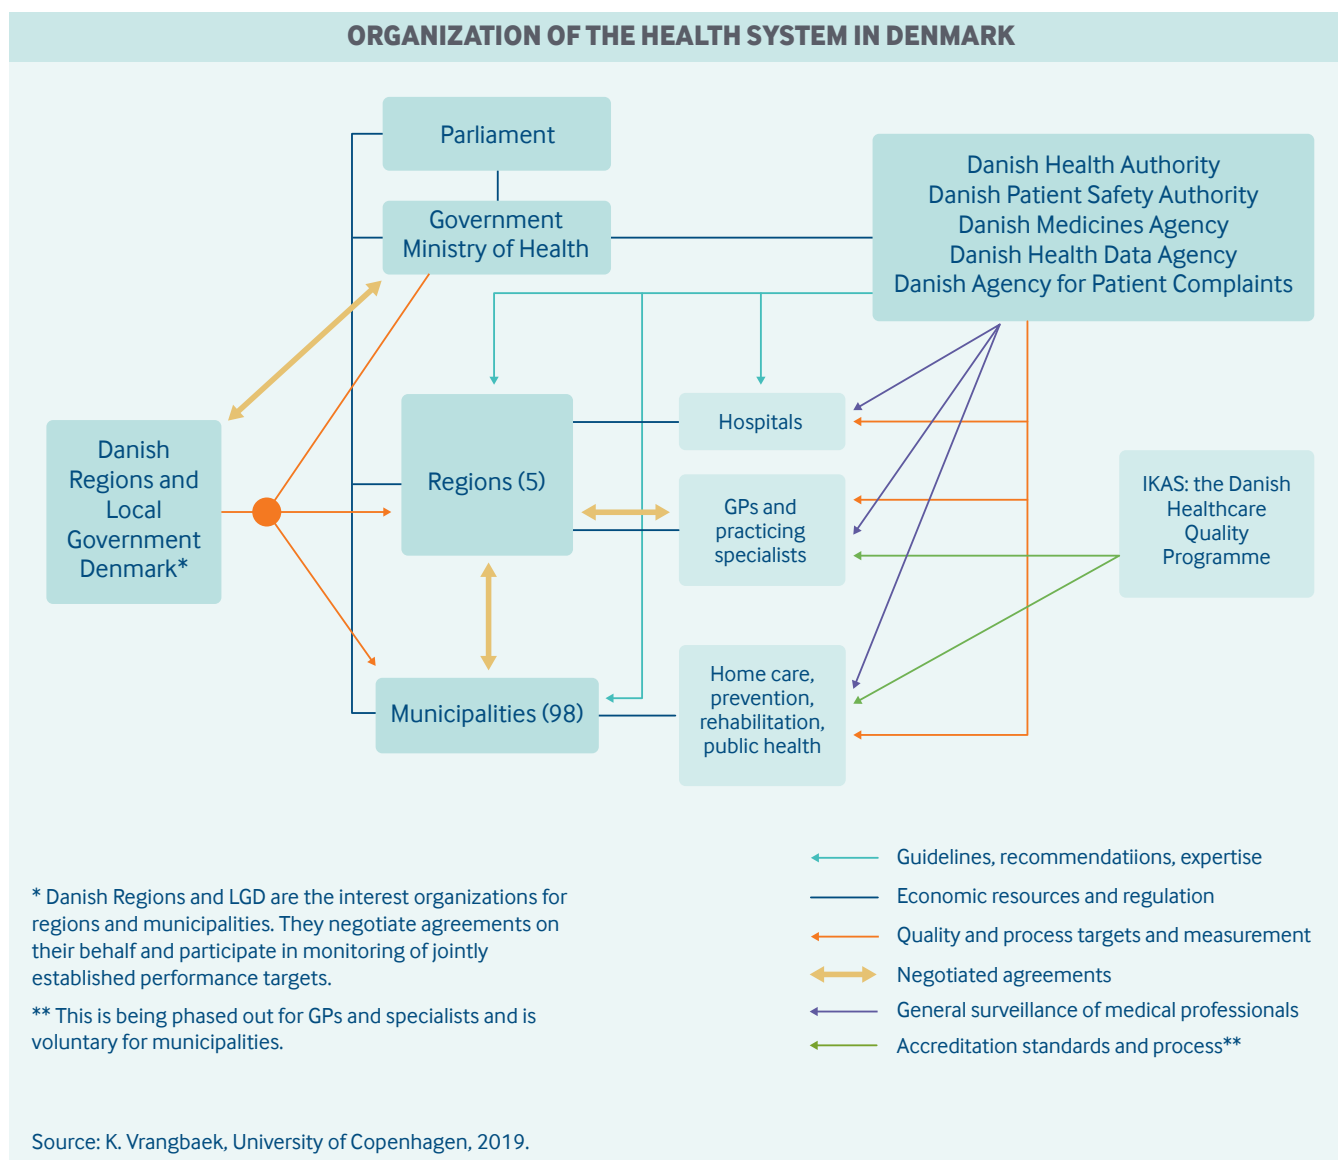 ORGANIZATION OF THE HEALTH SYSTEM IN DENMARK
Parliament
Government
Ministry of Health
Danish Health Authority
Danish Patient Safety Authority
Danish Medicines Agency
Danish Health Data Agency
Danish Agency for Patient Complaints
Danish
Regions and
Local
Government
Denmark*
Regions (5)
Hospitals
GPs and
practicing
specialists
IKAS: the Danish
Healthcare
Quality
Programme
Municipalities (98)
Home care,
prevention,
rehabilitation,
public health
* Danish Regions and LGD are the interest organizations for
regions and municipalities. They negotiate agreements on
their behalf and participate in monitoring of jointly
established performance targets.
** This is being phased out for GPs and specialists and is
voluntary for municipalities.
Guidelines, recommendatiions, expertise
Economic resources and regulation
Quality and process targets and measurement
Negotiated agreements
General surveillance of medical professionals
Accreditation standards and process**
Source: K. Vrangbaek, University of Copenhagen, 2019.